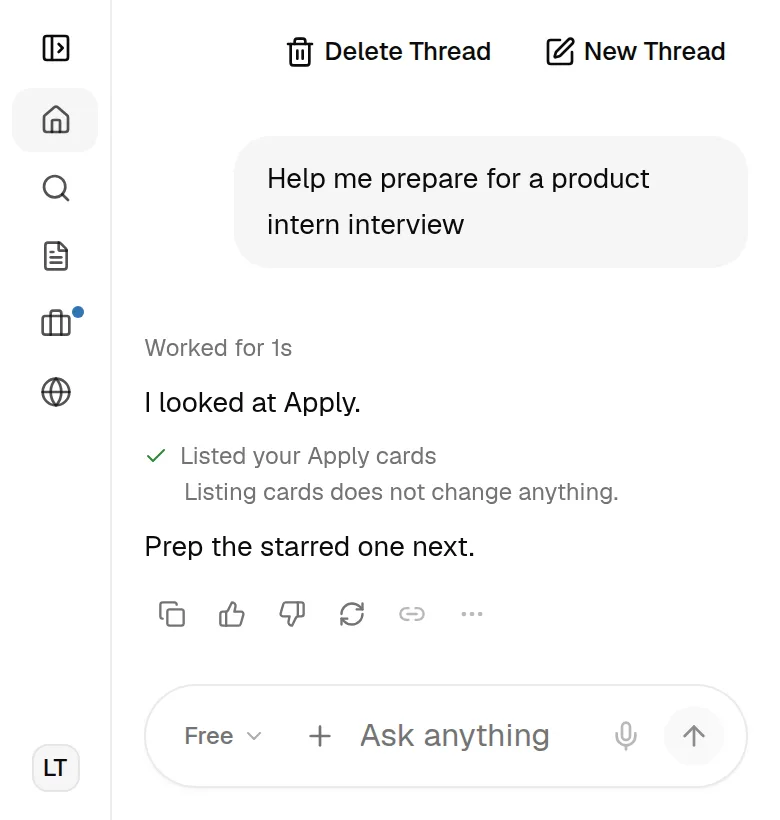 Delete Thread
New Thread
Help me prepare for a product
intern interview
Worked for 1s
I looked at Apply.
Listed your Apply cards
Listing cards does not change anything.
Prep the starred one next.
Free
Ask anything
LT